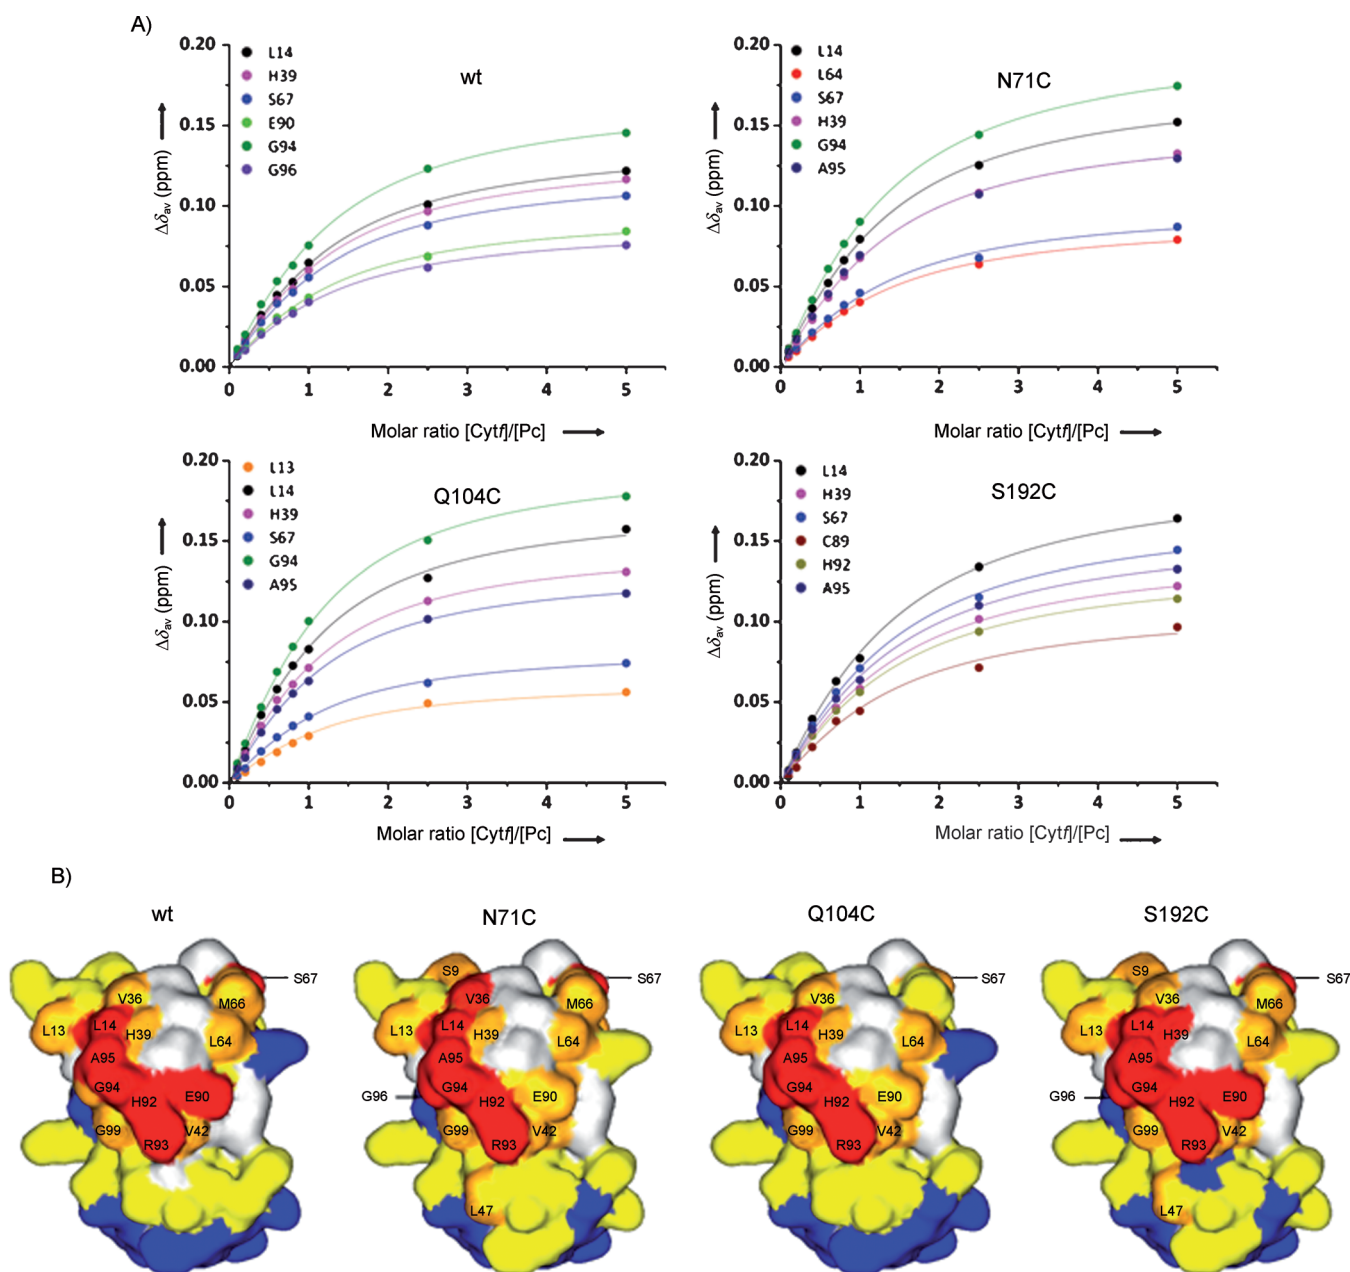 A)
wt
0.20
0.15
0.10
0.05
0.00
Δδav (ppm)
L14
H39
S67
E90
G94
G96
0 1 2 3 4 5
Molar ratio [Cytf]/[Pc]
N71C
0.20
0.15
0.10
0.05
0.00
Δδav (ppm)
L14
L64
S67
H39
G94
A95
0 1 2 3 4 5
Molar ratio [Cytf]/[Pc]
Q104C
0.20
0.15
0.10
0.05
0.00
Δδav (ppm)
L13
L14
H39
S67
G94
A95
0 1 2 3 4 5
Molar ratio [Cytf]/[Pc]
S192C
0.20
0.15
0.10
0.05
0.00
Δδav (ppm)
L14
H39
S67
C89
H92
A95
0 1 2 3 4 5
Molar ratio [Cytf]/[Pc]
B)
wt
S67
V36
M66
L13
L14
H39
L64
A95
G94
H92
E90
G99
V42
R93
N71C
S9
V36
L13
L14
H39
A95
G94
G96
H92
E90
G99
V42
R93
L47
Q104C
S67
V36
M66
L13
L14
H39
L64
A95
G94
H92
E90
G99
V42
R93
S192C
S67
S9
V36
M66
L13
L14
H39
L64
A95
G94
G96
H92
E90
G99
V42
R93
L47